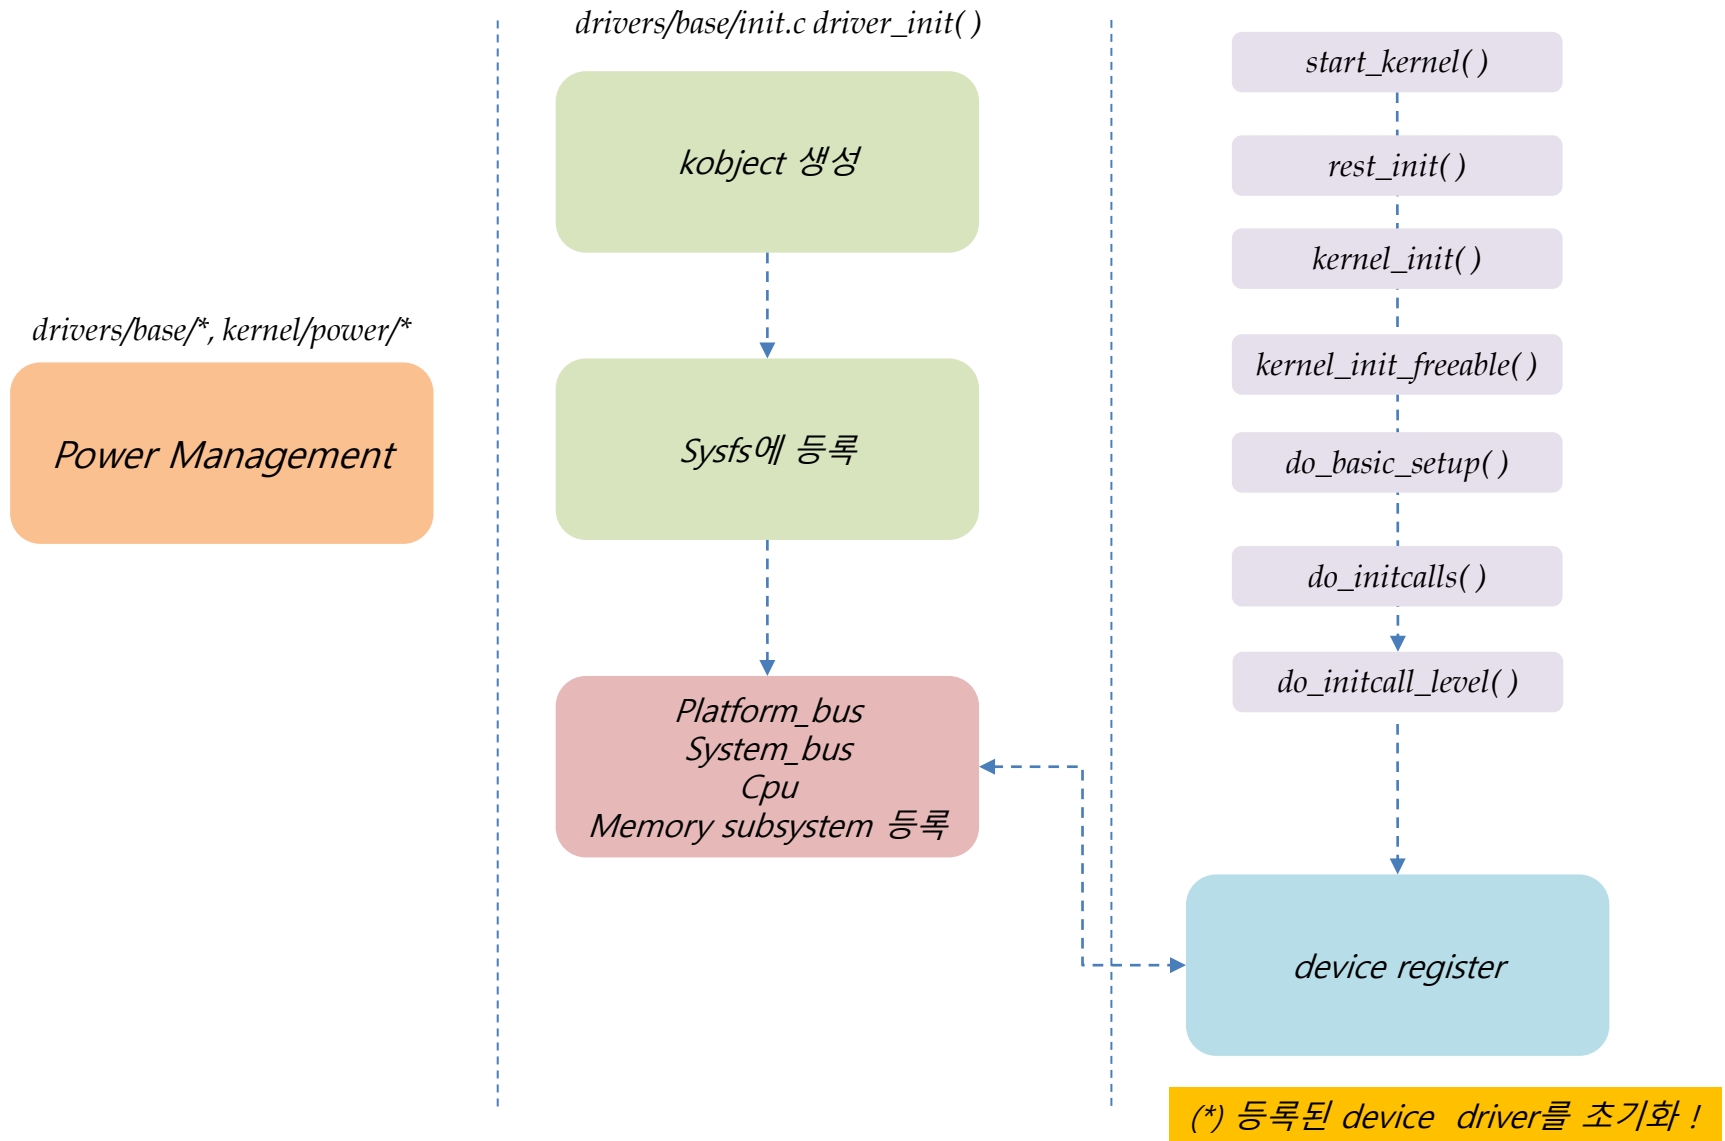 drivers/base/*, kernel/power/*
Power Management
drivers/base/init.c driver_init( )
kobject 생성
Sysfs에 등록
Platform_bus
System_bus
Cpu
Memory subsystem 등록
start_kernel( )
rest_init( )
kernel_init( )
kernel_init_freeable( )
do_basic_setup( )
do_initcalls( )
do_initcall_level( )
device register
(*) 등록된 device driver를 초기화 !